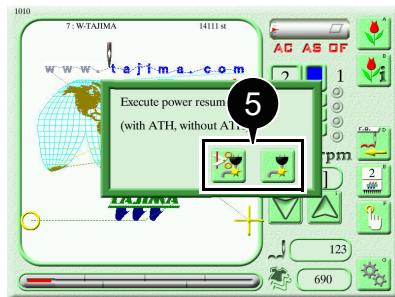 1010
7 : W-TAJIMA 14111 st
www.tajima.com
AC AS OF
2 1
Execute power resum
5
(with ATH, without AT
rpm
r.g.
2
TAJIMA
123
690
A
B
i
D